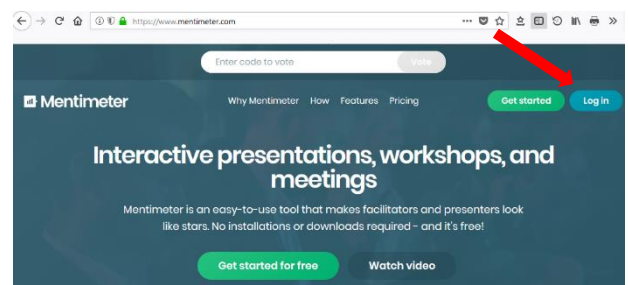 https://www.mentimeter.com
Enter code to vote Vote
Mentimeter Why Mentimeter How Features Pricing Get started Log in
Interactive presentations, workshops, and
meetings
Mentimeter is an easy-to-use tool that makes facilitators and presenters look
like stars. No installations or downloads required - and it's free!
Get started for free Watch video